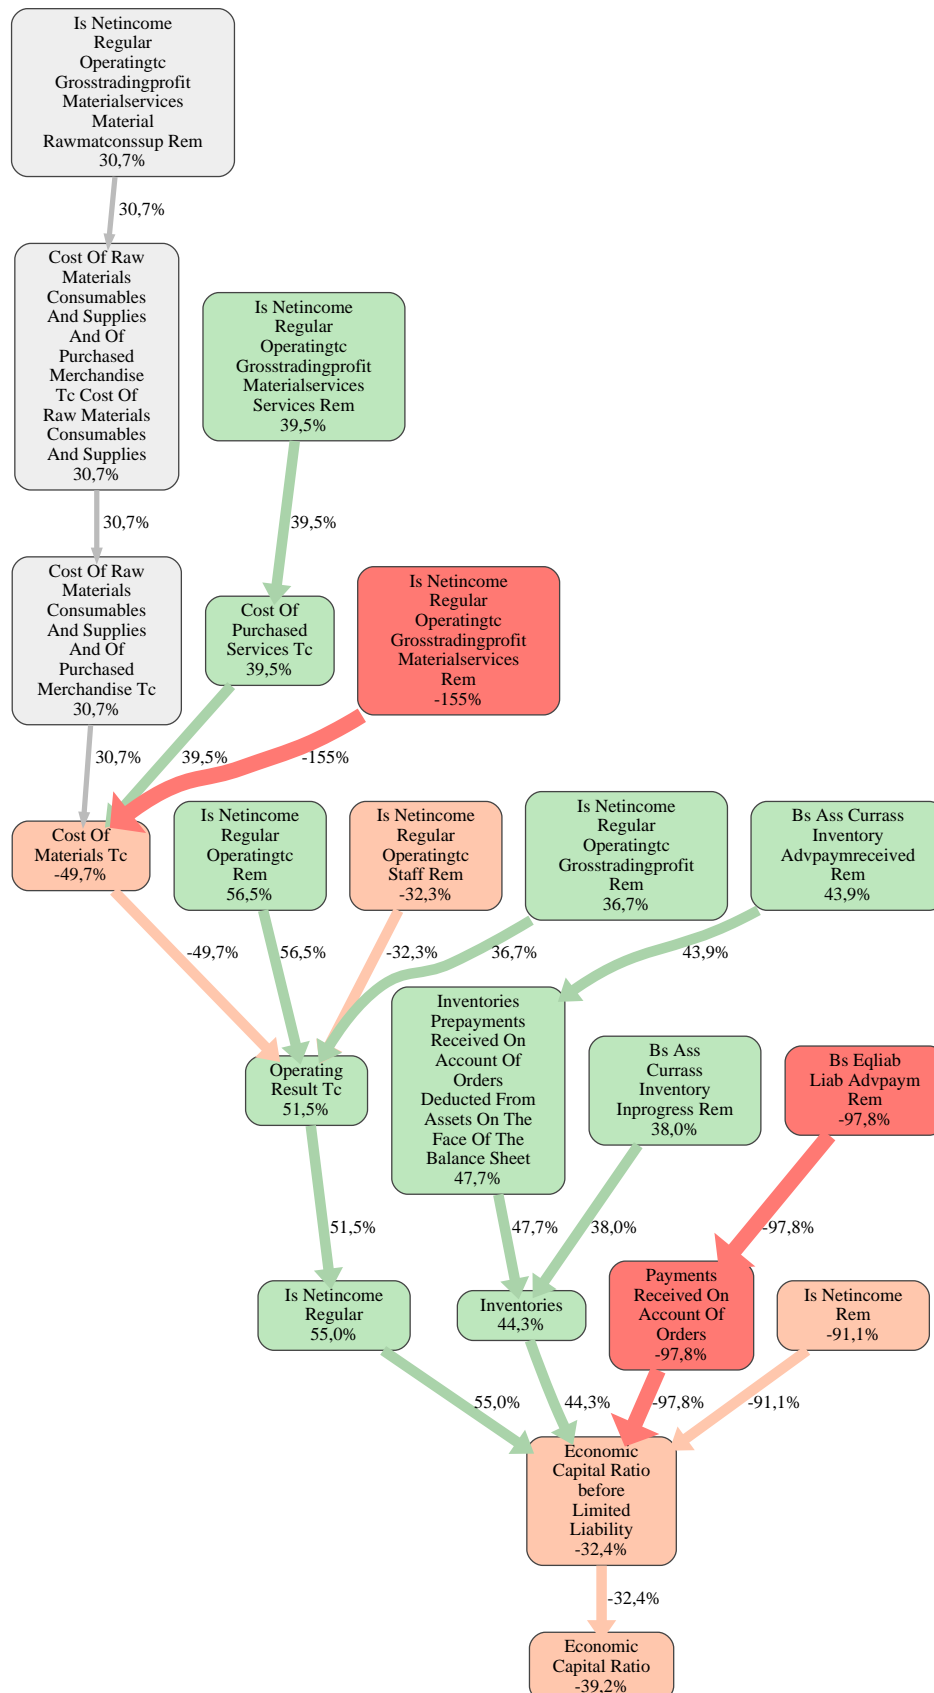 Is Netincome
Regular
Operatingtc
Grosstradingprofit
Materialservices
Material
Rawmatconssup Rem
30,7%
30,7%
Cost Of Raw
Materials
Consumables
And Supplies
And Of
Purchased
Merchandise
Tc Cost Of
Raw Materials
Consumables
And Supplies
30,7%
Is Netincome
Regular
Operatingtc
Grosstradingprofit
Materialservices
Services Rem
39,5%
30,7%
39,5%
Cost Of Raw
Materials
Consumables
And Supplies
And Of
Purchased
Merchandise Tc
30,7%
Cost Of
Purchased
Services Tc
39,5%
Is Netincome
Regular
Operatingtc
Grosstradingprofit
Materialservices
Rem
-155%
30,7%
39,5%
-155%
Cost Of
Materials Tc
-49,7%
Is Netincome
Regular
Operatingtc
Rem
56,5%
Is Netincome
Regular
Operatingtc
Staff Rem
-32,3%
Is Netincome
Regular
Operatingtc
Grosstradingprofit
Rem
36,7%
Bs Ass Currass
Inventory
Advpaymreceived
Rem
43,9%
-49,7%
56,5%
-32,3%
36,7%
43,9%
Operating
Result Tc
51,5%
Inventories
Prepayments
Received On
Account Of
Orders
Deducted From
Assets On The
Face Of The
Balance Sheet
47,7%
Bs Ass
Currass
Inventory
Inprogress Rem
38,0%
Bs Eqliab
Liab Advpaym
Rem
-97,8%
51,5%
47,7%
38,0%
-97,8%
Is Netincome
Regular
55,0%
Inventories
44,3%
Payments
Received On
Account Of
Orders
-97,8%
Is Netincome
Rem
-91,1%
55,0%
44,3%
-97,8%
-91,1%
Economic
Capital Ratio
before
Limited
Liability
-32,4%
-32,4%
Economic
Capital Ratio
-39,2%